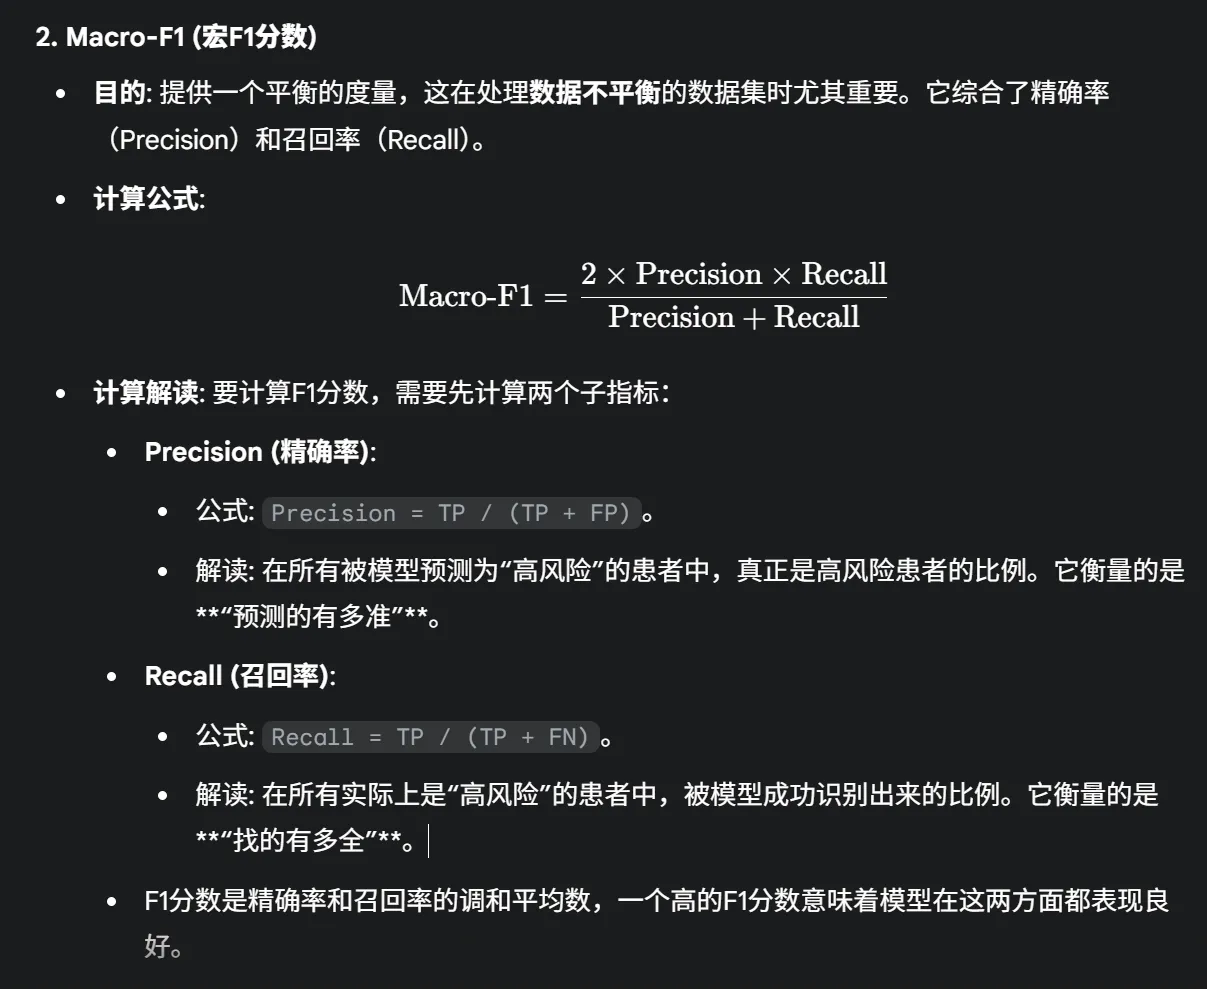 2. Macro-F1 (宏F1分数)
目的: 提供一个平衡的度量，这在处理数据不平衡的数据集时尤其重要。它综合了精确率
（Precision）和召回率（Recall）。
计算公式:
Macro-F1 = 2 × Precision × Recall / Precision + Recall
计算解读: 要计算F1分数，需要先计算两个子指标：
Precision (精确率):
公式: Precision = TP / (TP + FP) 。
解读: 在所有被模型预测为“高风险”的患者中，真正是高风险患者的比例。它衡量的是
**“预测的有多准”**。
Recall (召回率):
公式: Recall = TP / (TP + FN) 。
解读: 在所有实际上是“高风险”的患者中，被模型成功识别出来的比例。它衡量的是
**“找的有多全”**。
F1分数是精确率和召回率的调和平均数，一个高的F1分数意味着模型在这两方面都表现良
好。